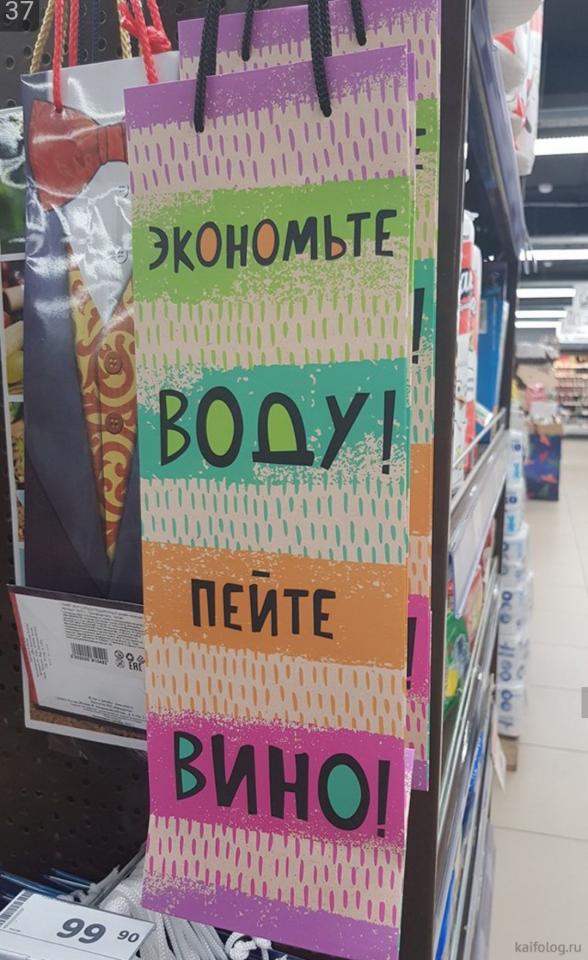 37
ЭКОНОМЬТЕ
ВОДУ!
ПЕЙТЕ
ВИНО!
99 90
kaifolog.ru